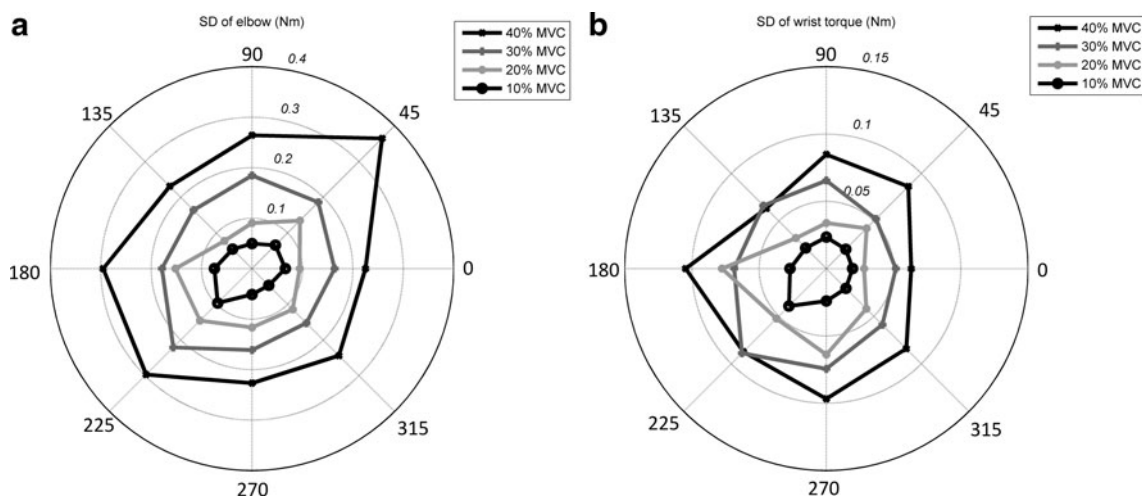 a
SD of elbow (Nm)
40% MVC
30% MVC
20% MVC
10% MVC
90
0.4
135
45
0.3
0.2
0.1
180
0
225
315
270
b
SD of wrist torque (Nm)
40% MVC
30% MVC
20% MVC
10% MVC
90
0.15
135
45
0.1
0.05
180
0
225
315
270